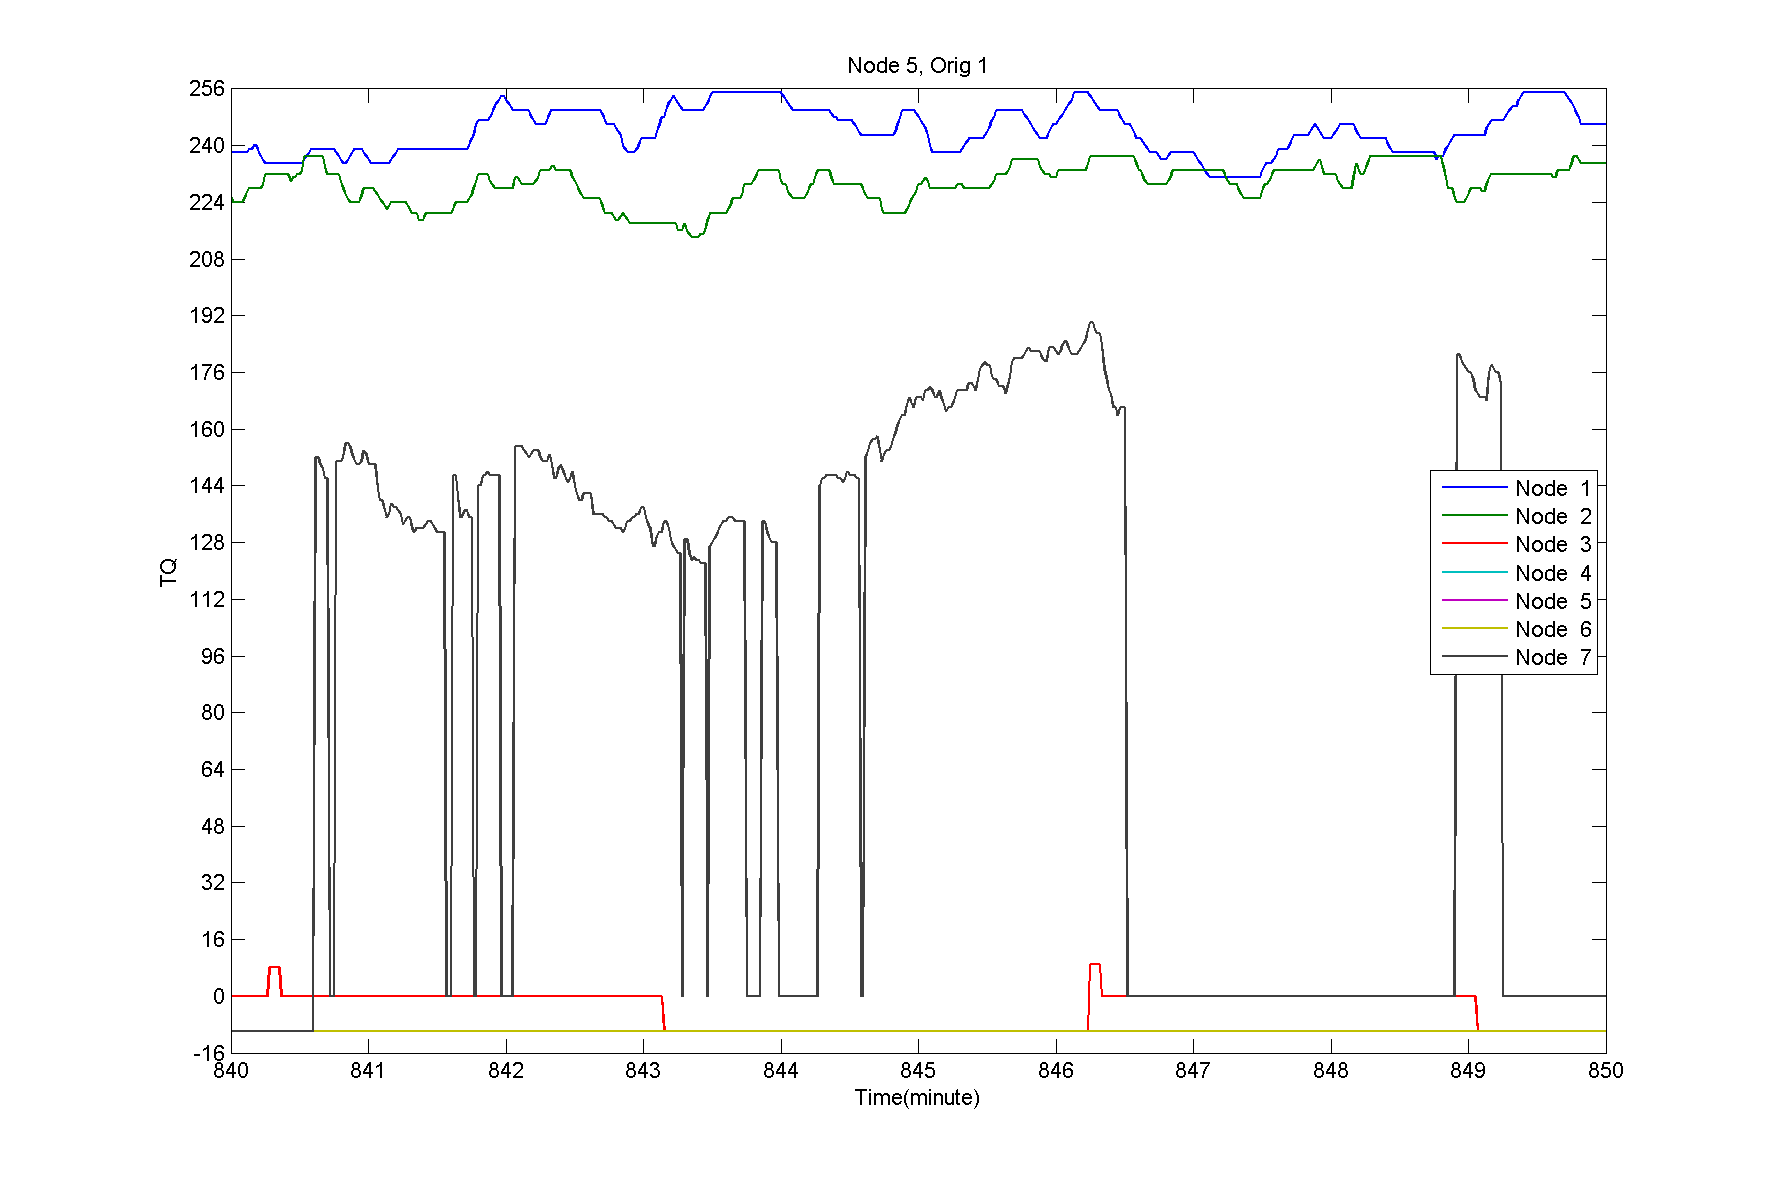 Node 5, Orig 1
256
240
224
208
192
176
160
144
128
112
96
80
64
48
32
16
0
-16
TQ
Node 1
Node 2
Node 3
Node 4
Node 5
Node 6
Node 7
840 841 842 843 844 845 846 847 848 849 850
Time(minute)